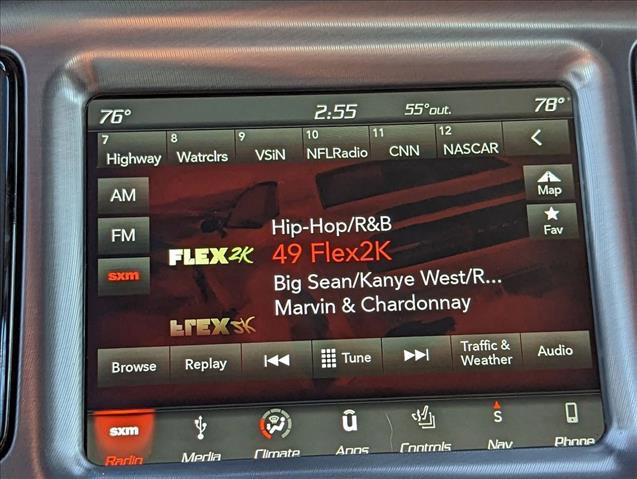 76° 2:55 55°out. 78°
7 Highway 8 Watrclrs 9 VSiN 10 NFLRadio 11 CNN 12 NASCAR <
AM
Map
FM
Fav
sxm
Hip-Hop/R&B
FLEX2K
49 Flex2K
Big Sean/Kanye West/R...
Marvin & Chardonnay
Browse Replay Tune Traffic & Weather Audio
sxm ū S
Radio Media Climate Apps Controls Nav Phone